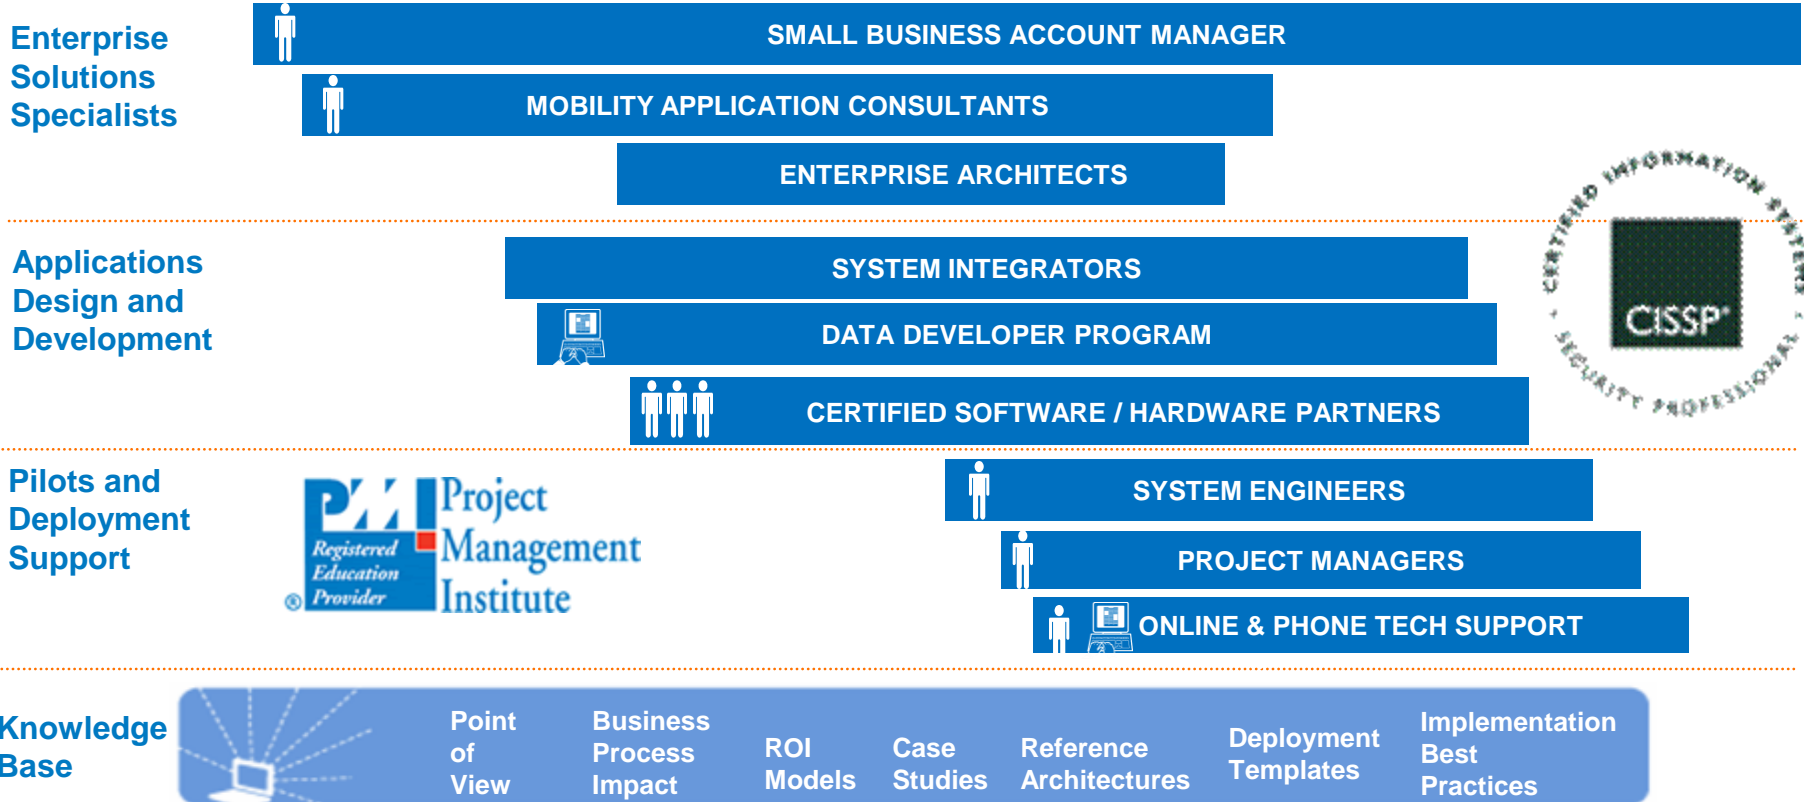 Enterprise
Solutions
Specialists
SMALL BUSINESS ACCOUNT MANAGER
MOBILITY APPLICATION CONSULTANTS
ENTERPRISE ARCHITECTS
Applications
Design and
Development
SYSTEM INTEGRATORS
DATA DEVELOPER PROGRAM
CERTIFIED SOFTWARE / HARDWARE PARTNERS
CERTIFIED INFORMATION SYSTEMS
CISSP®
SECURITY PROFESSIONAL
Pilots and
Deployment
Support
PMI
Registered
Education
® Provider
Project
Management
Institute
SYSTEM ENGINEERS
PROJECT MANAGERS
ONLINE & PHONE TECH SUPPORT
Knowledge
Base
Point
of
View
Business
Process
Impact
ROI
Models
Case
Studies
Reference
Architectures
Deployment
Templates
Implementation
Best
Practices